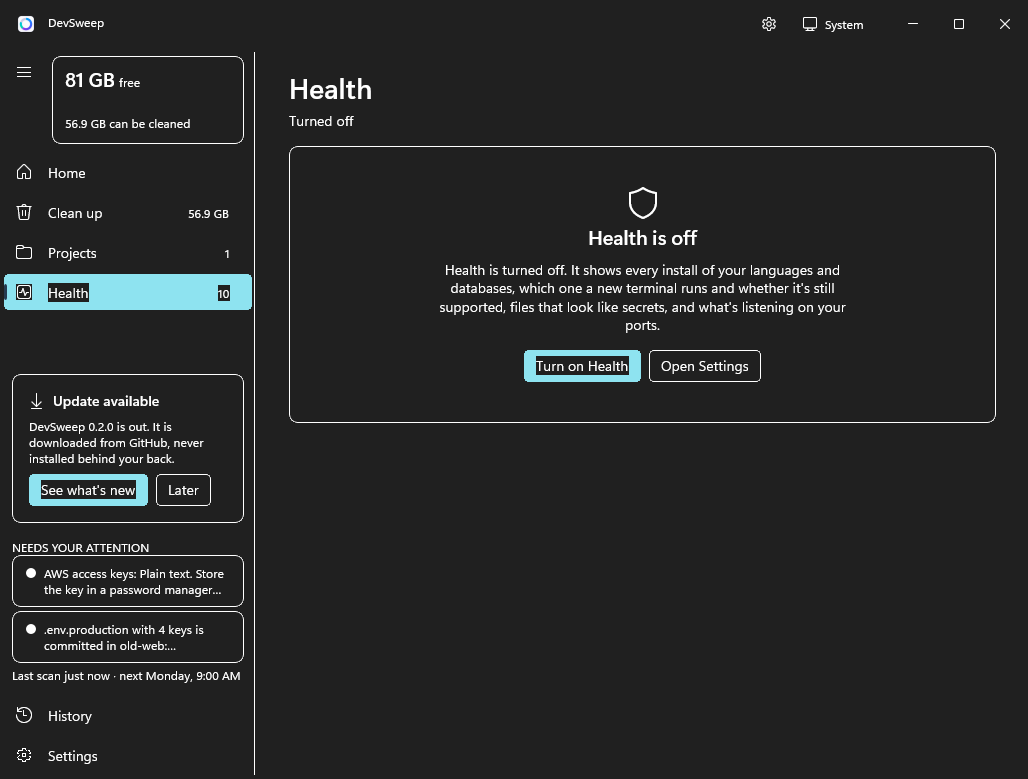 DevSweep
System
81 GB free
56.9 GB can be cleaned
Home
Clean up 56.9 GB
Projects 1
Health 10
Update available
DevSweep 0.2.0 is out. It is
downloaded from GitHub, never
installed behind your back.
See what's new
Later
NEEDS YOUR ATTENTION
AWS access keys: Plain text. Store
the key in a password manager...
.env.production with 4 keys is
committed in old-web:...
Last scan just now · next Monday, 9:00 AM
History
Settings
Health
Turned off
Health is off
Health is turned off. It shows every install of your languages and
databases, which one a new terminal runs and whether it's still
supported, files that look like secrets, and what's listening on your
ports.
Turn on Health
Open Settings